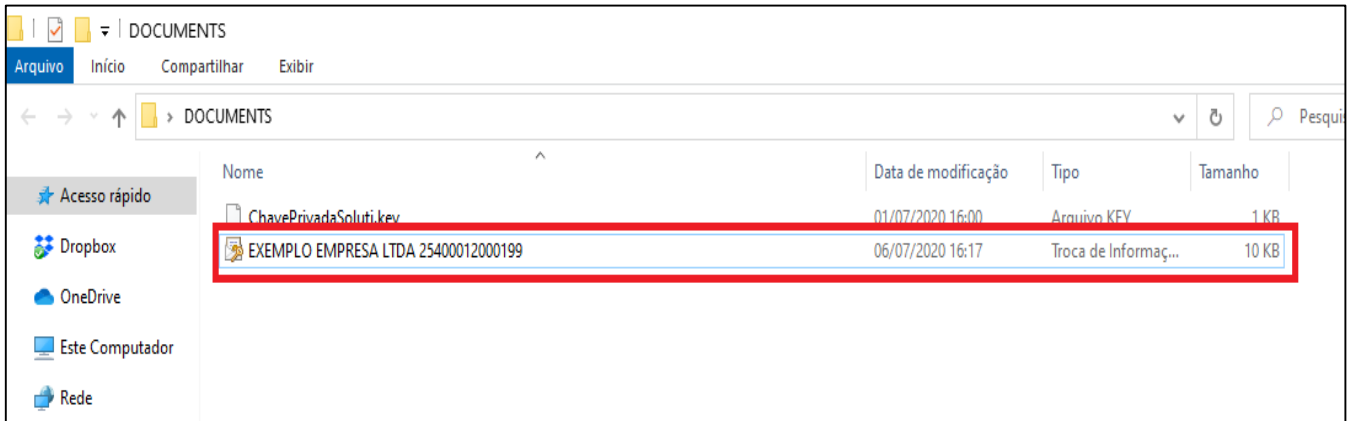 DOCUMENTS
Arquivo Início Compartilhar Exibir
DOCUMENTS Pesquis
Nome Data de modificação Tipo Tamanho
Acesso rápido
ChavePrivadaSoluti.key 01/07/2020 16:00 Arquivo KEY 1 KB
Dropbox
EXEMPLO EMPRESA LTDA 25400012000199 06/07/2020 16:17 Troca de Informaç... 10 KB
OneDrive
Este Computador
Rede